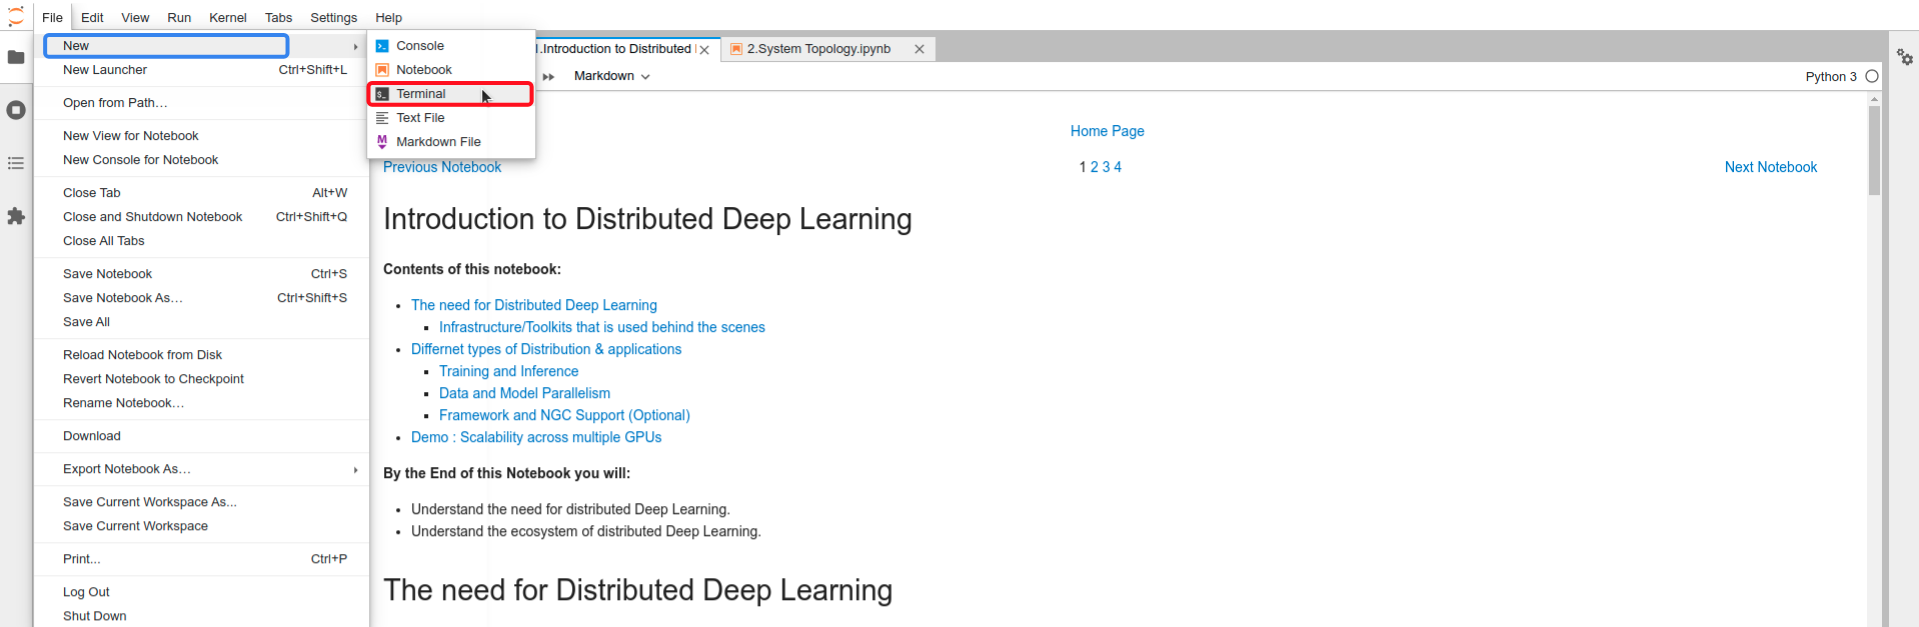 File Edit View Run Kernel Tabs Settings Help
New
New Launcher Ctrl+Shift+L
Open from Path…
New View for Notebook
New Console for Notebook
Close Tab Alt+W
Close and Shutdown Notebook Ctrl+Shift+Q
Close All Tabs
Save Notebook Ctrl+S
Save Notebook As… Ctrl+Shift+S
Save All
Reload Notebook from Disk
Revert Notebook to Checkpoint
Rename Notebook…
Download
Export Notebook As…
Save Current Workspace As...
Save Current Workspace
Print... Ctrl+P
Log Out
Shut Down
Console
Notebook
Terminal
Text File
Markdown File
1.Introduction to Distributed
2.System Topology.ipynb
Markdown
Python 3
Home Page
Previous Notebook 1 2 3 4 Next Notebook
Introduction to Distributed Deep Learning
Contents of this notebook:
The need for Distributed Deep Learning
Infrastructure/Toolkits that is used behind the scenes
Differnet types of Distribution & applications
Training and Inference
Data and Model Parallelism
Framework and NGC Support (Optional)
Demo : Scalability across multiple GPUs
By the End of this Notebook you will:
Understand the need for distributed Deep Learning.
Understand the ecosystem of distributed Deep Learning.
The need for Distributed Deep Learning